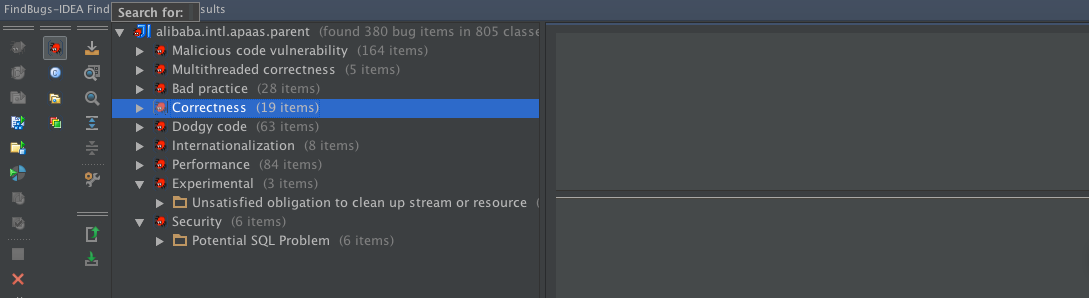 FindBugs-IDEA Find
Search for:
sults
alibaba.intl.apaas.parent (found 380 bug items in 805 classe
Malicious code vulnerability (164 items)
Multithreaded correctness (5 items)
Bad practice (28 items)
Correctness (19 items)
Dodgy code (63 items)
Internationalization (8 items)
Performance (84 items)
Experimental (3 items)
Unsatisfied obligation to clean up stream or resource (
Security (6 items)
Potential SQL Problem (6 items)